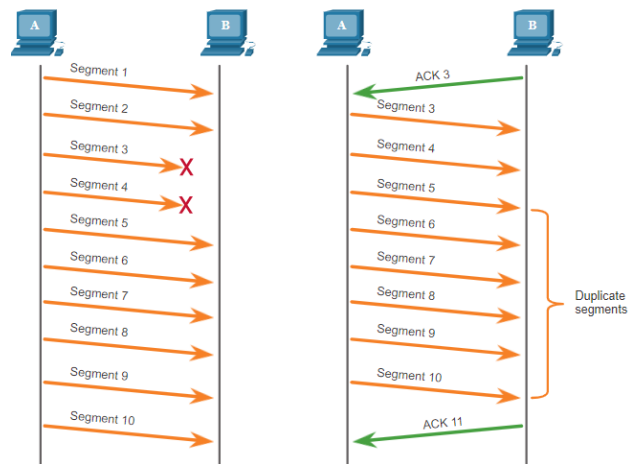 A
B
Segment 1
Segment 2
Segment 3
X
Segment 4
X
Segment 5
Segment 6
Segment 7
Segment 8
Segment 9
Segment 10
A
B
ACK 3
Segment 3
Segment 4
Segment 5
Segment 6
Segment 7
Segment 8
Segment 9
Segment 10
ACK 11
Duplicate
segments